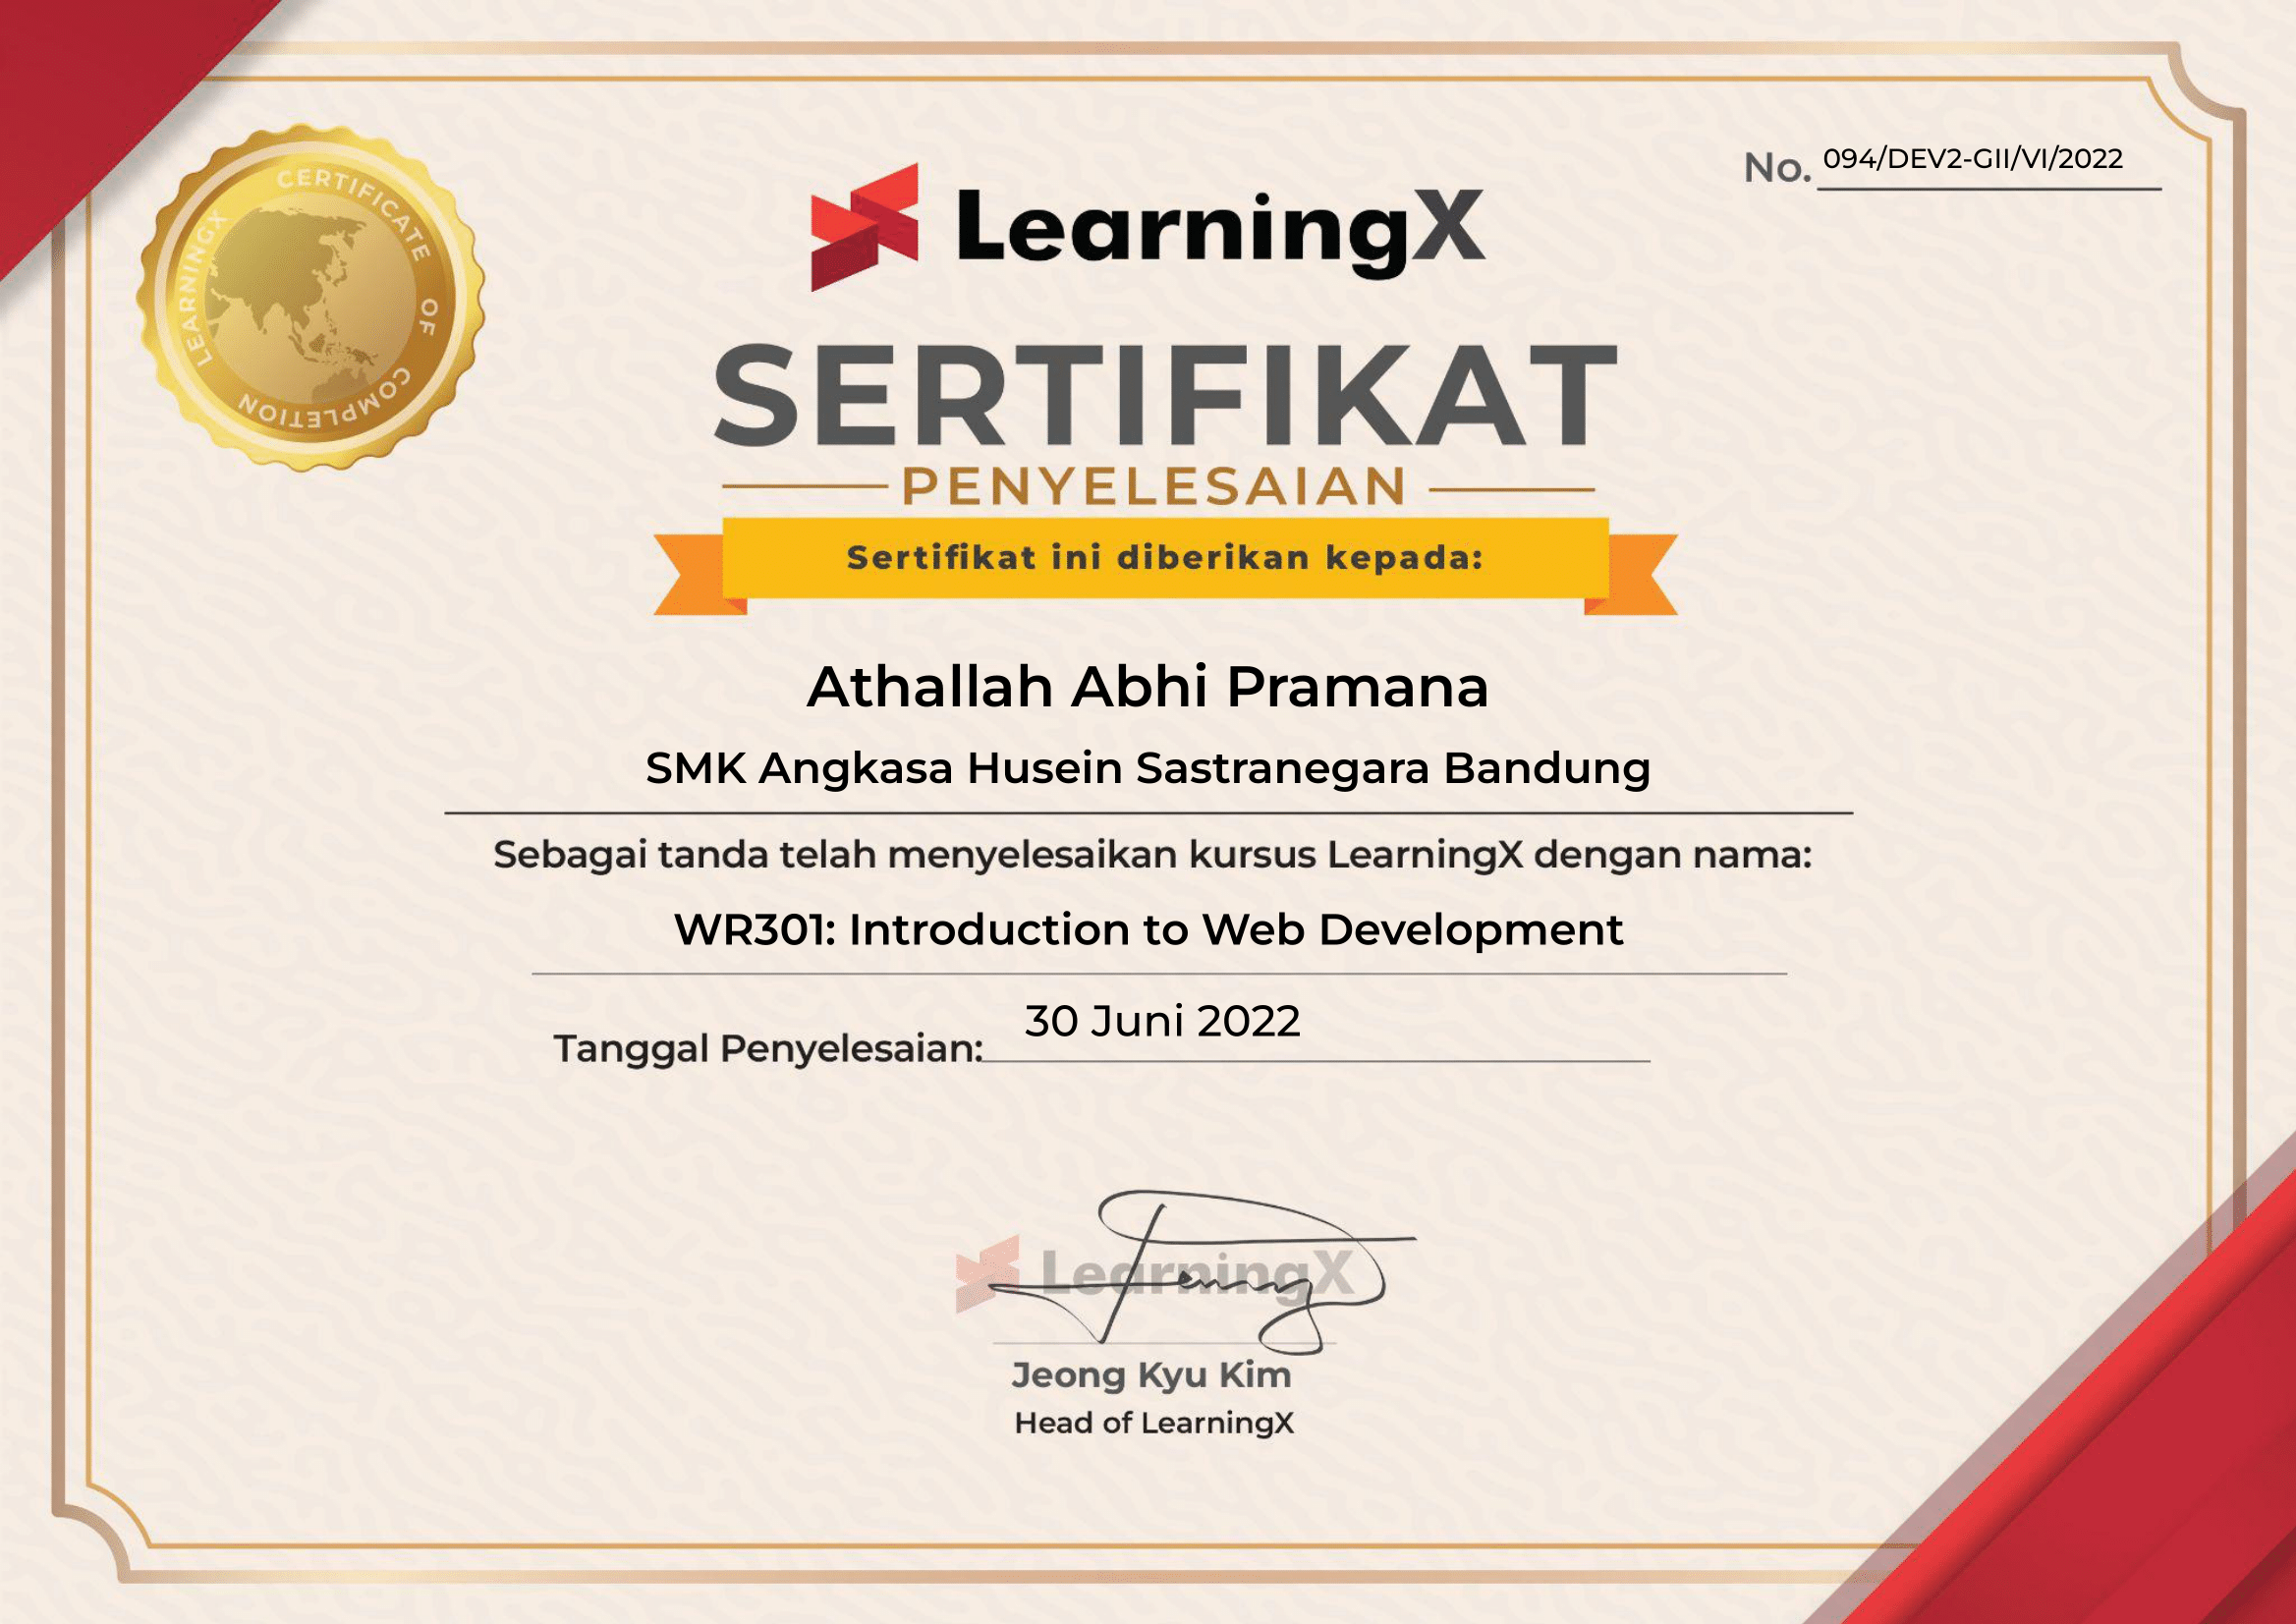 No. 094/DEV2-GII/VI/2022
LEARNINGX CERTIFICATE OF COMPLETION
LearningX
SERTIFIKAT
PENYELESAIAN
Sertifikat ini diberikan kepada:
Athallah Abhi Pramana
SMK Angkasa Husein Sastranegara Bandung
Sebagai tanda telah menyelesaikan kursus LearningX dengan nama:
WR301: Introduction to Web Development
Tanggal Penyelesaian: 30 Juni 2022
LearningX
Jeong Kyu Kim
Head of LearningX